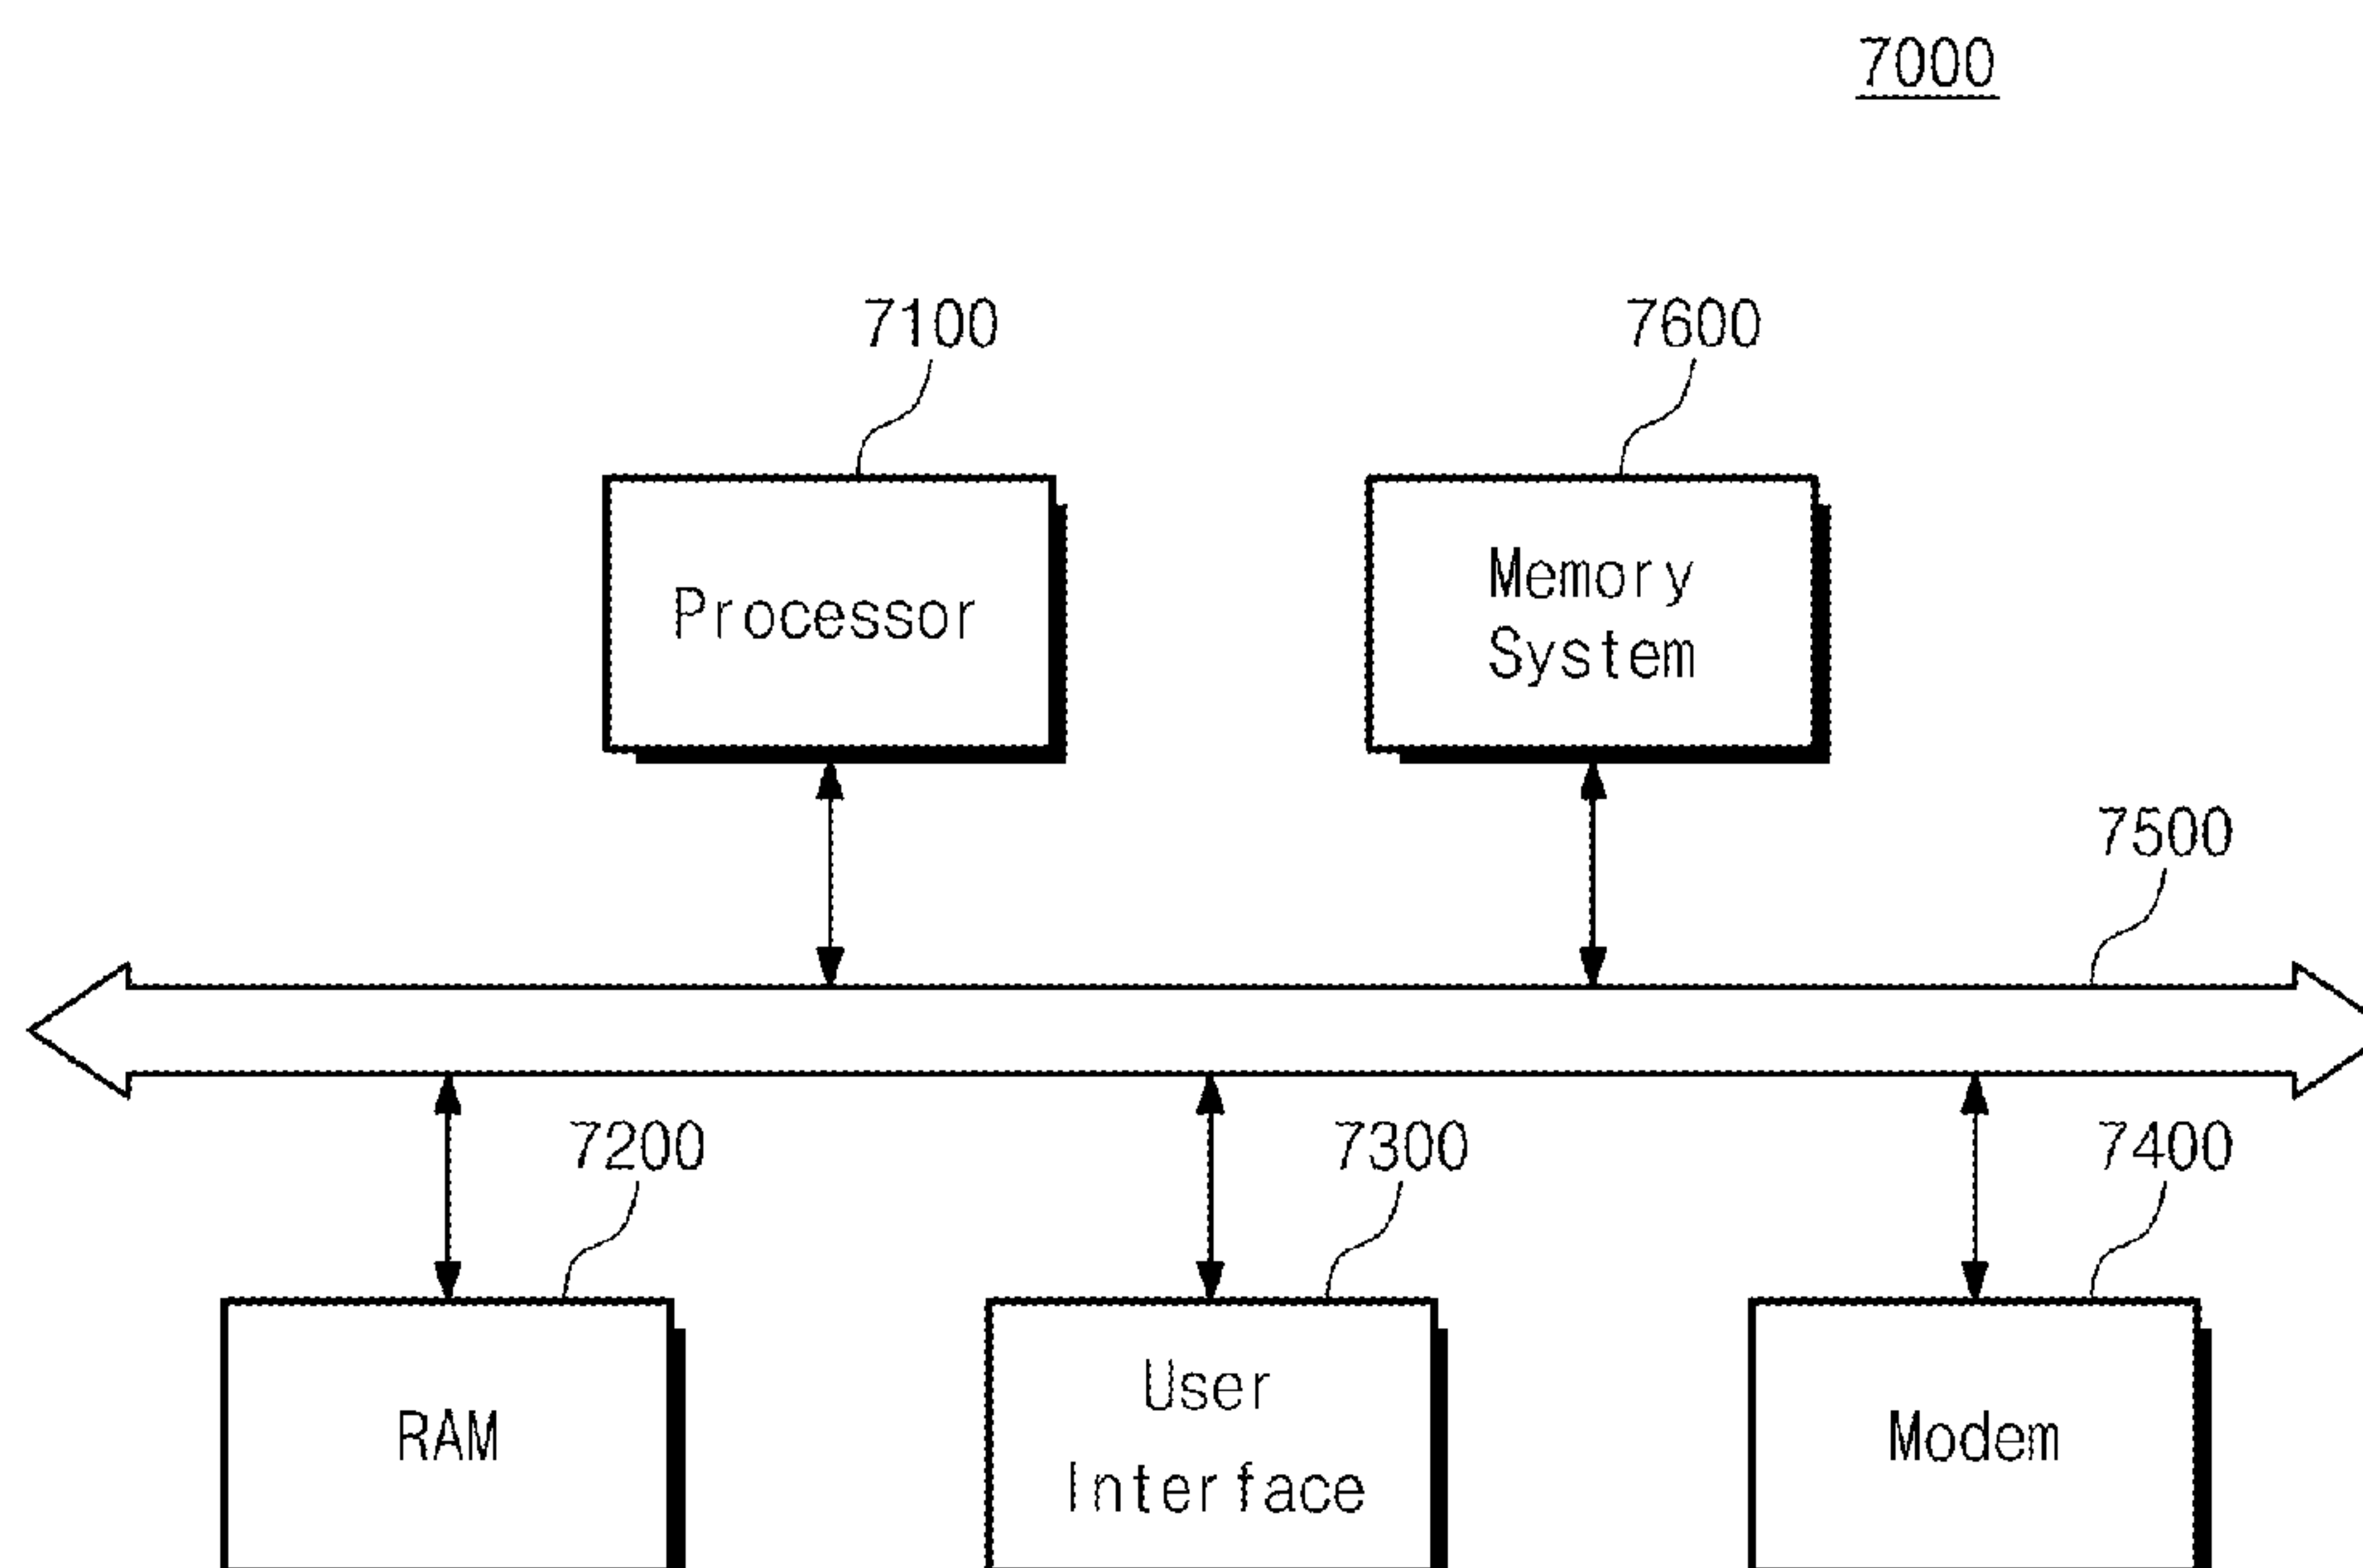 7000
7100
7600
Processor
Memory
System
7500
7200
7300
7400
RAM
User
Interface
Modem